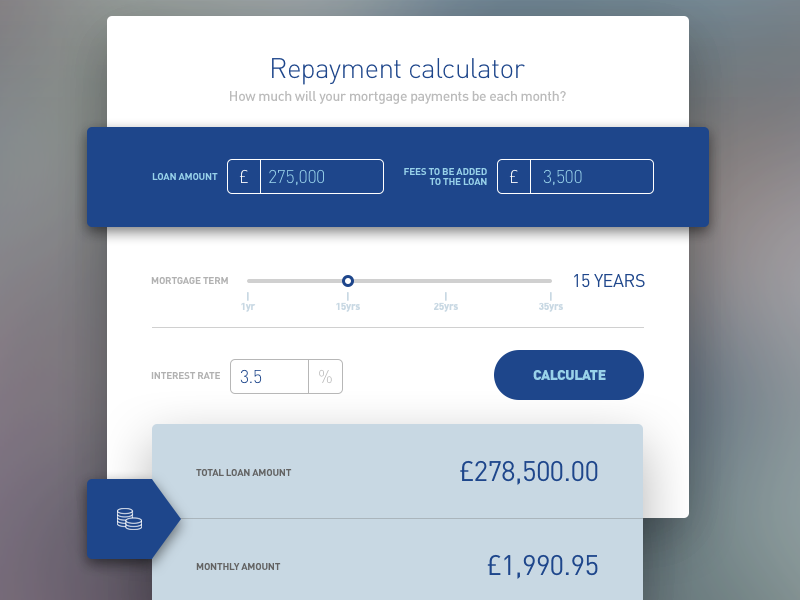 Repayment calculator
How much will your mortgage payments be each month?
LOAN AMOUNT £ 275,000 FEES TO BE ADDED
TO THE LOAN £ 3,500
MORTGAGE TERM 15 YEARS
1yr 15yrs 25yrs 35yrs
INTEREST RATE 3.5 % CALCULATE
TOTAL LOAN AMOUNT £278,500.00
MONTHLY AMOUNT £1,990.95